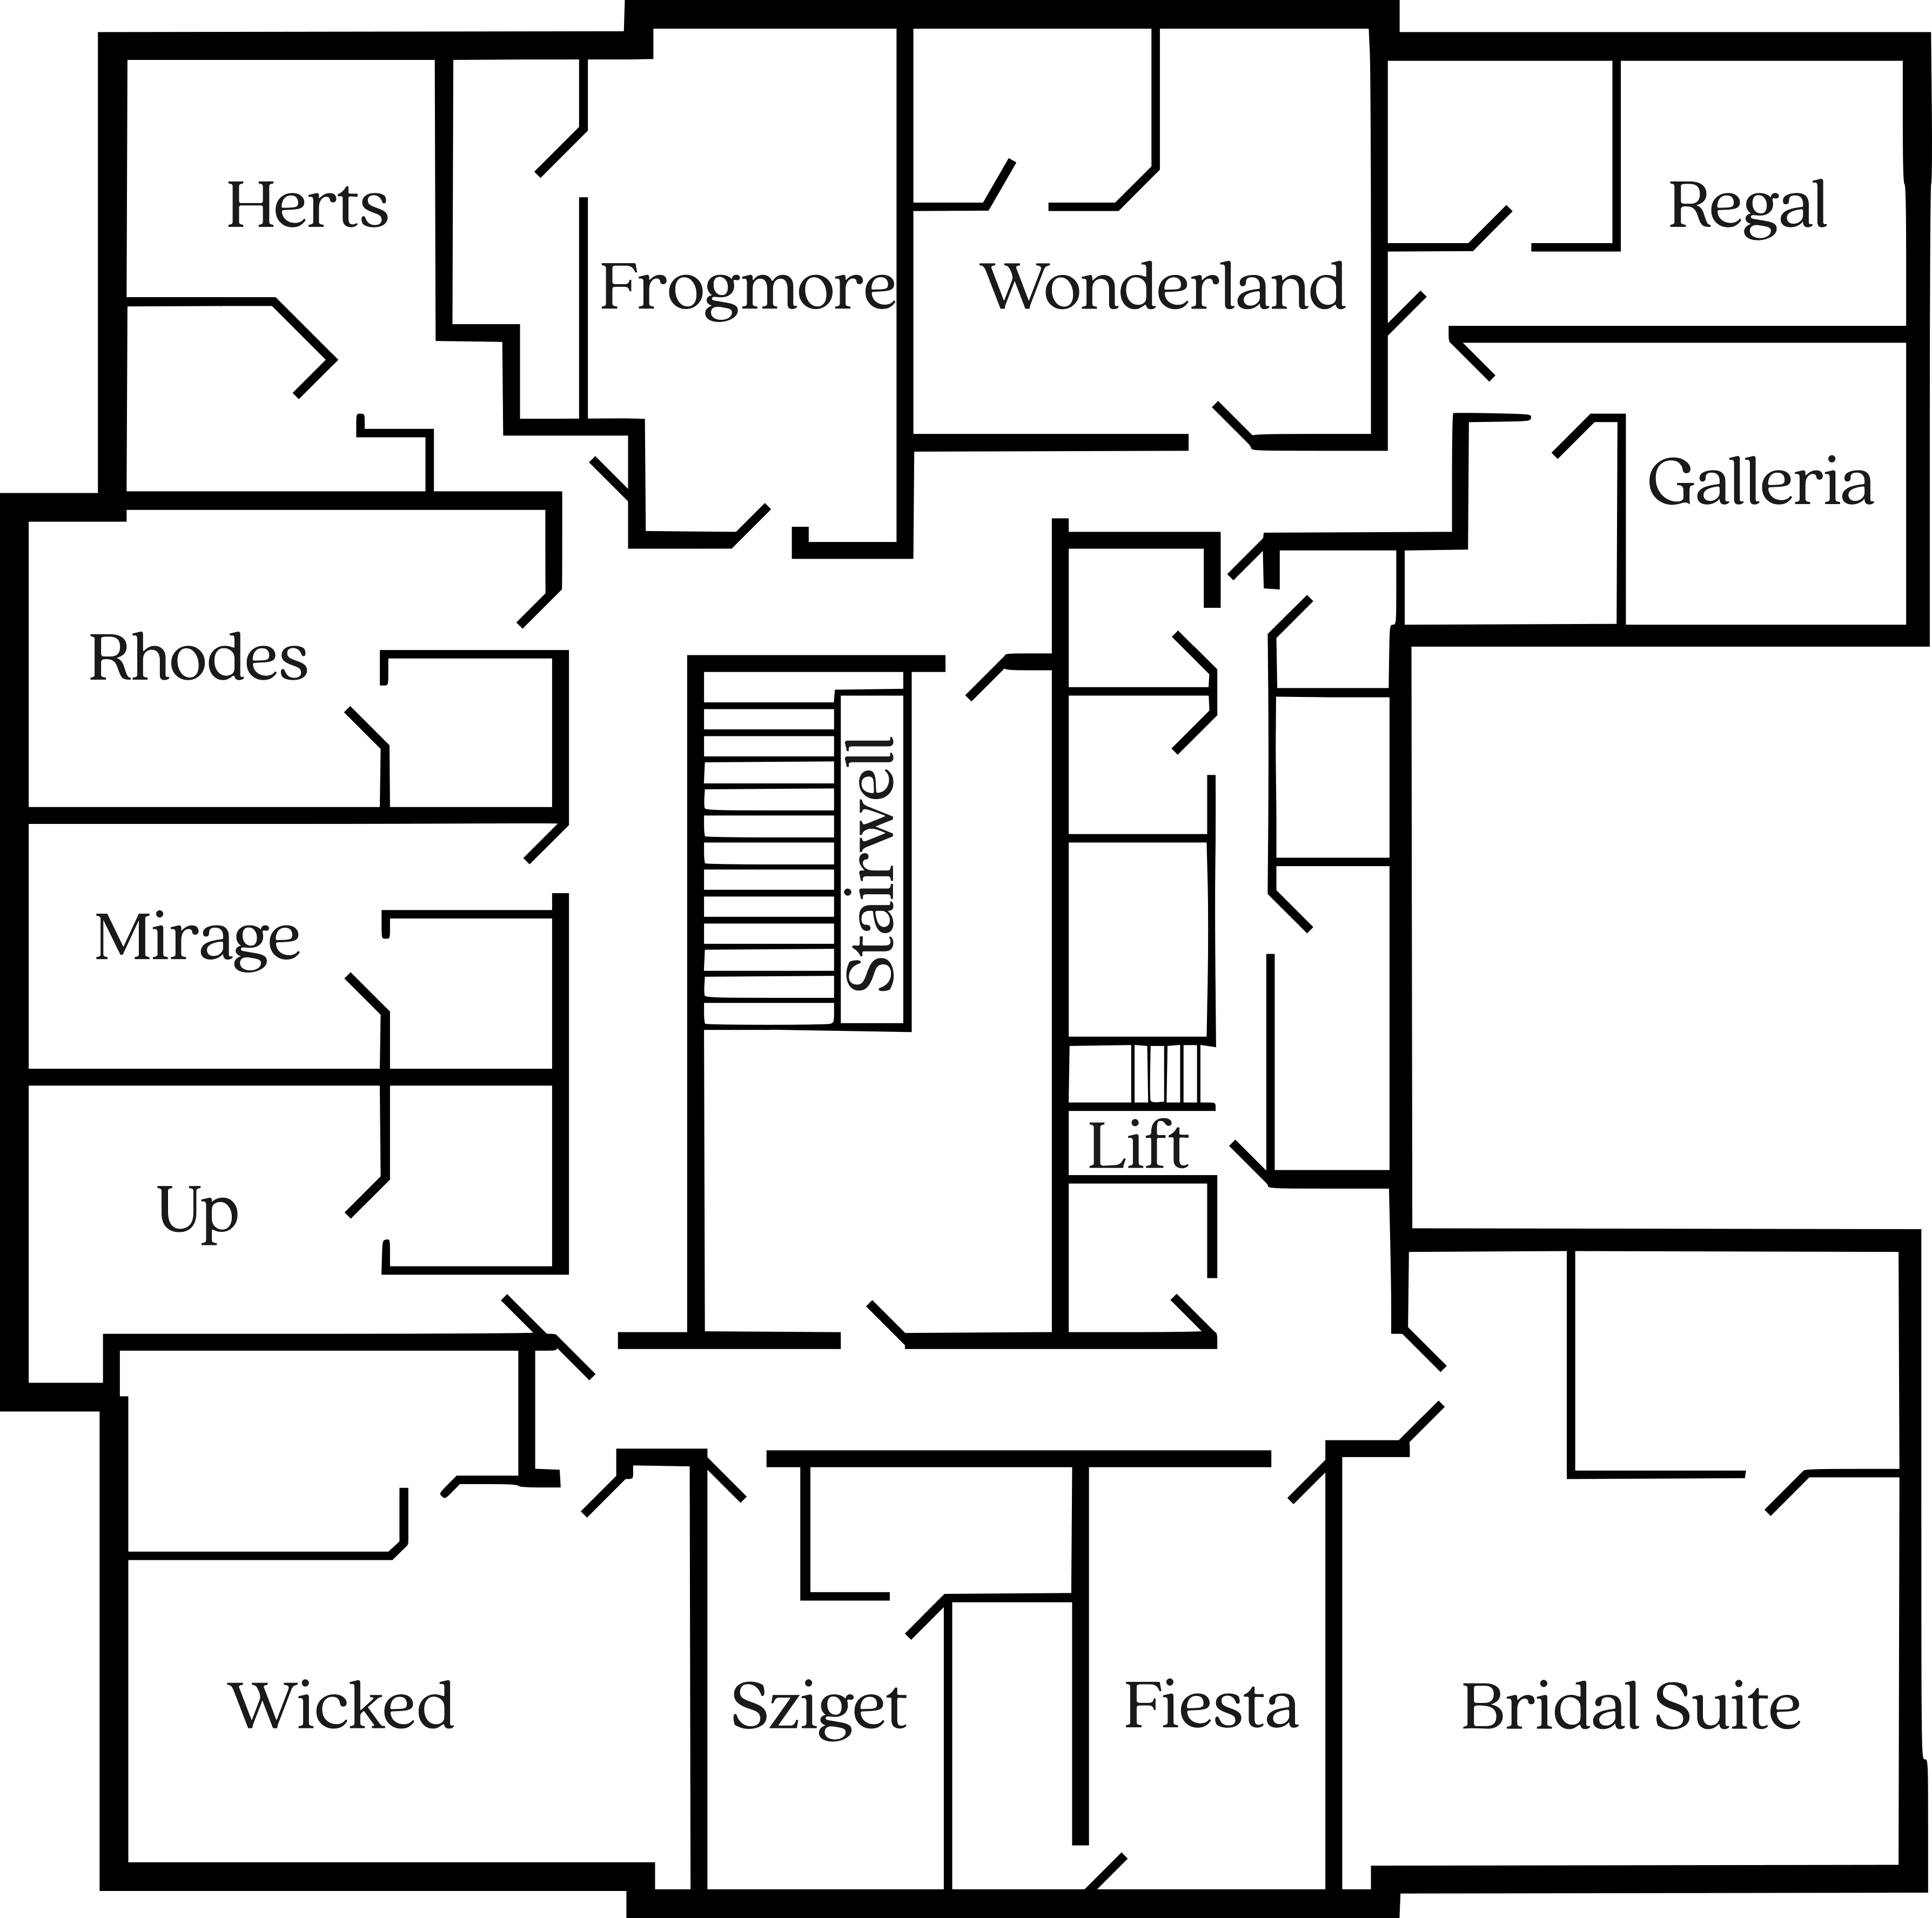 Herts
Regal
Frogmore
Wonderland
Galleria
Rhodes
Stairwell
Mirage
Lift
Up
Wicked
Sziget
Fiesta
Bridal Suite